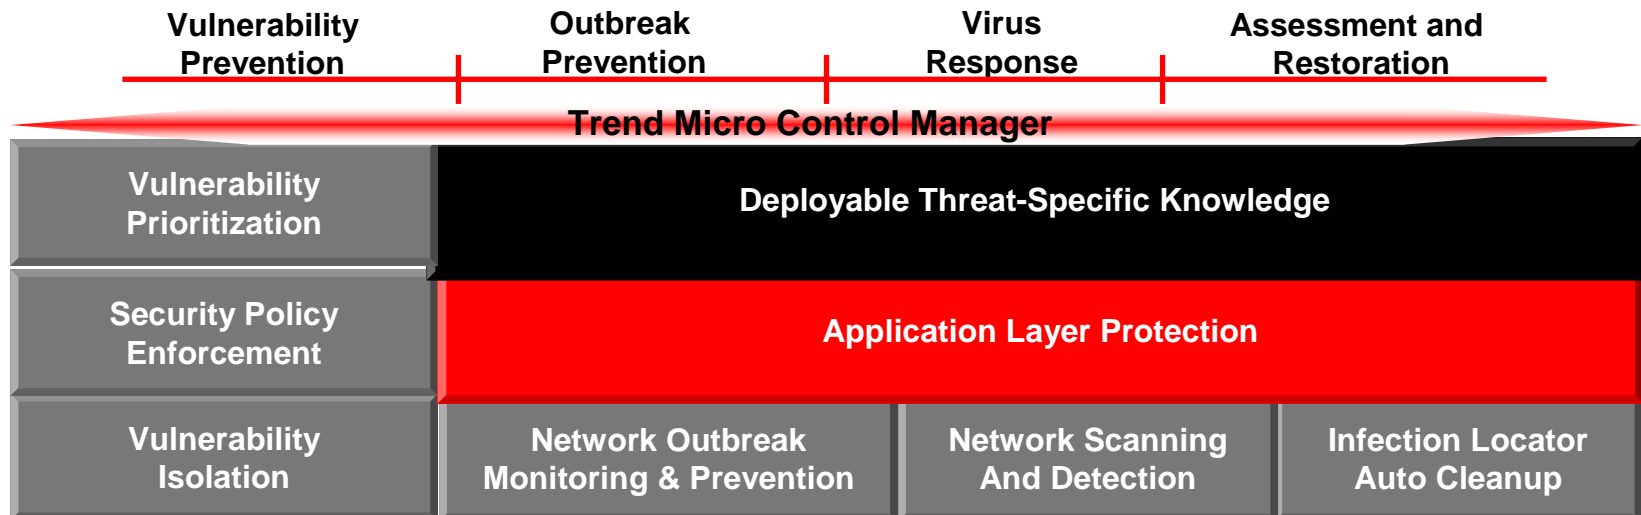 Vulnerability
Prevention
Outbreak
Prevention
Virus
Response
Assessment and
Restoration
Trend Micro Control Manager
Vulnerability
Prioritization
Deployable Threat-Specific Knowledge
Security Policy
Enforcement
Application Layer Protection
Vulnerability
Isolation
Network Outbreak
Monitoring & Prevention
Network Scanning
And Detection
Infection Locator
Auto Cleanup